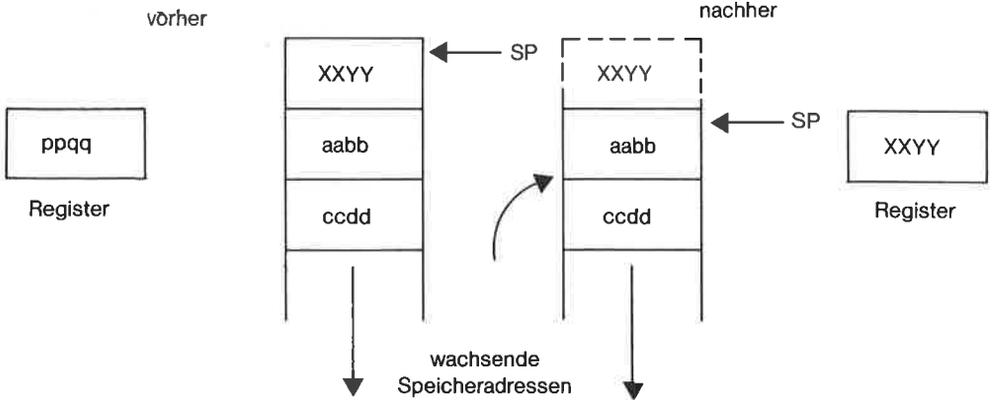 vorher
nachher
XXYY
SP
XXYY
ppqq
aabb
aabb
SP
XXYY
Register
ccdd
ccdd
Register
wachsende
Speicheradressen